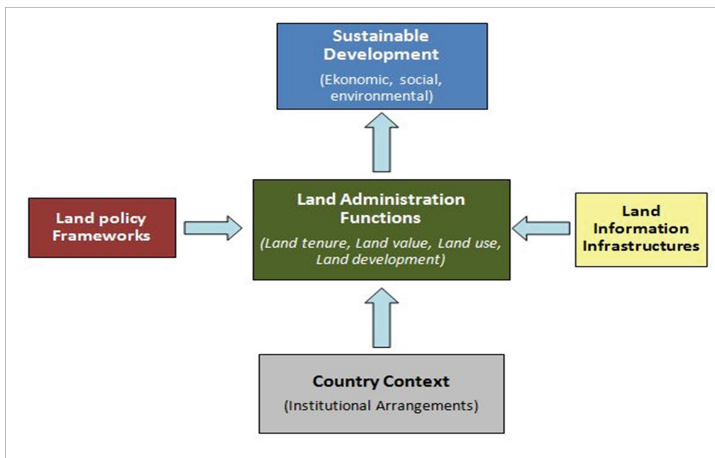 Sustainable
Development
(Ekonomic, social,
environmental)
Land policy
Frameworks
Land Administration
Functions
(Land tenure, Land value, Land use,
Land development)
Land
Information
Infrastructures
Country Context
(Institutional Arrangements)